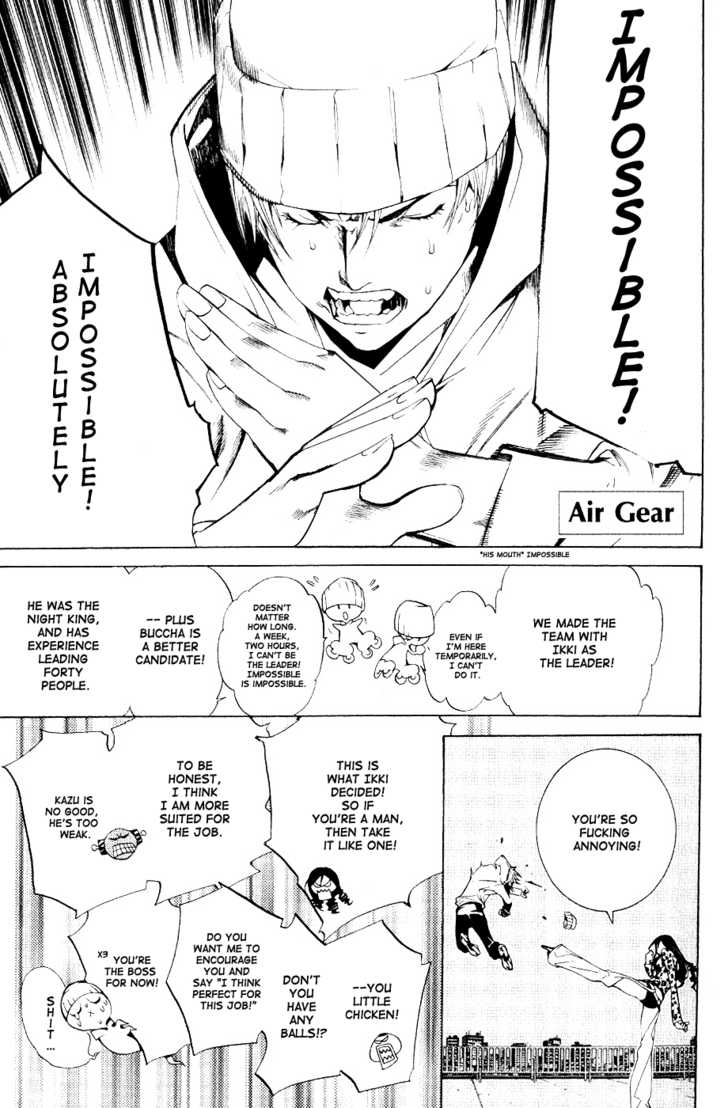 IMPOSSIBLE!
IMPOSSIBLE!
ABSOLUTELY
Air Gear
"HIS MOUTH" IMPOSSIBLE
WE MADE THE
TEAM WITH
IKKI AS
THE LEADER!
EVEN IF
I'M HERE
TEMPORARILY,
I CAN'T
DO IT.
DOESN'T
MATTER
HOW LONG.
A WEEK,
TWO HOURS,
I CAN'T BE
THE LEADER!
IMPOSSIBLE
IS IMPOSSIBLE.
-- PLUS
BUCCHA IS
A BETTER
CANDIDATE!
HE WAS THE
NIGHT KING,
AND HAS
EXPERIENCE
LEADING
FORTY
PEOPLE.
YOU'RE SO
FUCKING
ANNOYING!
THIS IS
WHAT IKKI
DECIDED!
SO IF
YOU'RE A MAN,
THEN TAKE
IT LIKE ONE!
TO BE
HONEST,
I THINK
I AM MORE
SUITED FOR
THE JOB.
KAZU IS
NO GOOD,
HE'S TOO
WEAK.
--YOU
LITTLE
CHICKEN!
DON'T
YOU HAVE
ANY
BALLS!?
DO YOU
WANT ME TO
ENCOURAGE
YOU AND
SAY "I THINK
PERFECT FOR
THIS JOB!"
X3
YOU'RE
THE BOSS
FOR NOW!
SHIT...